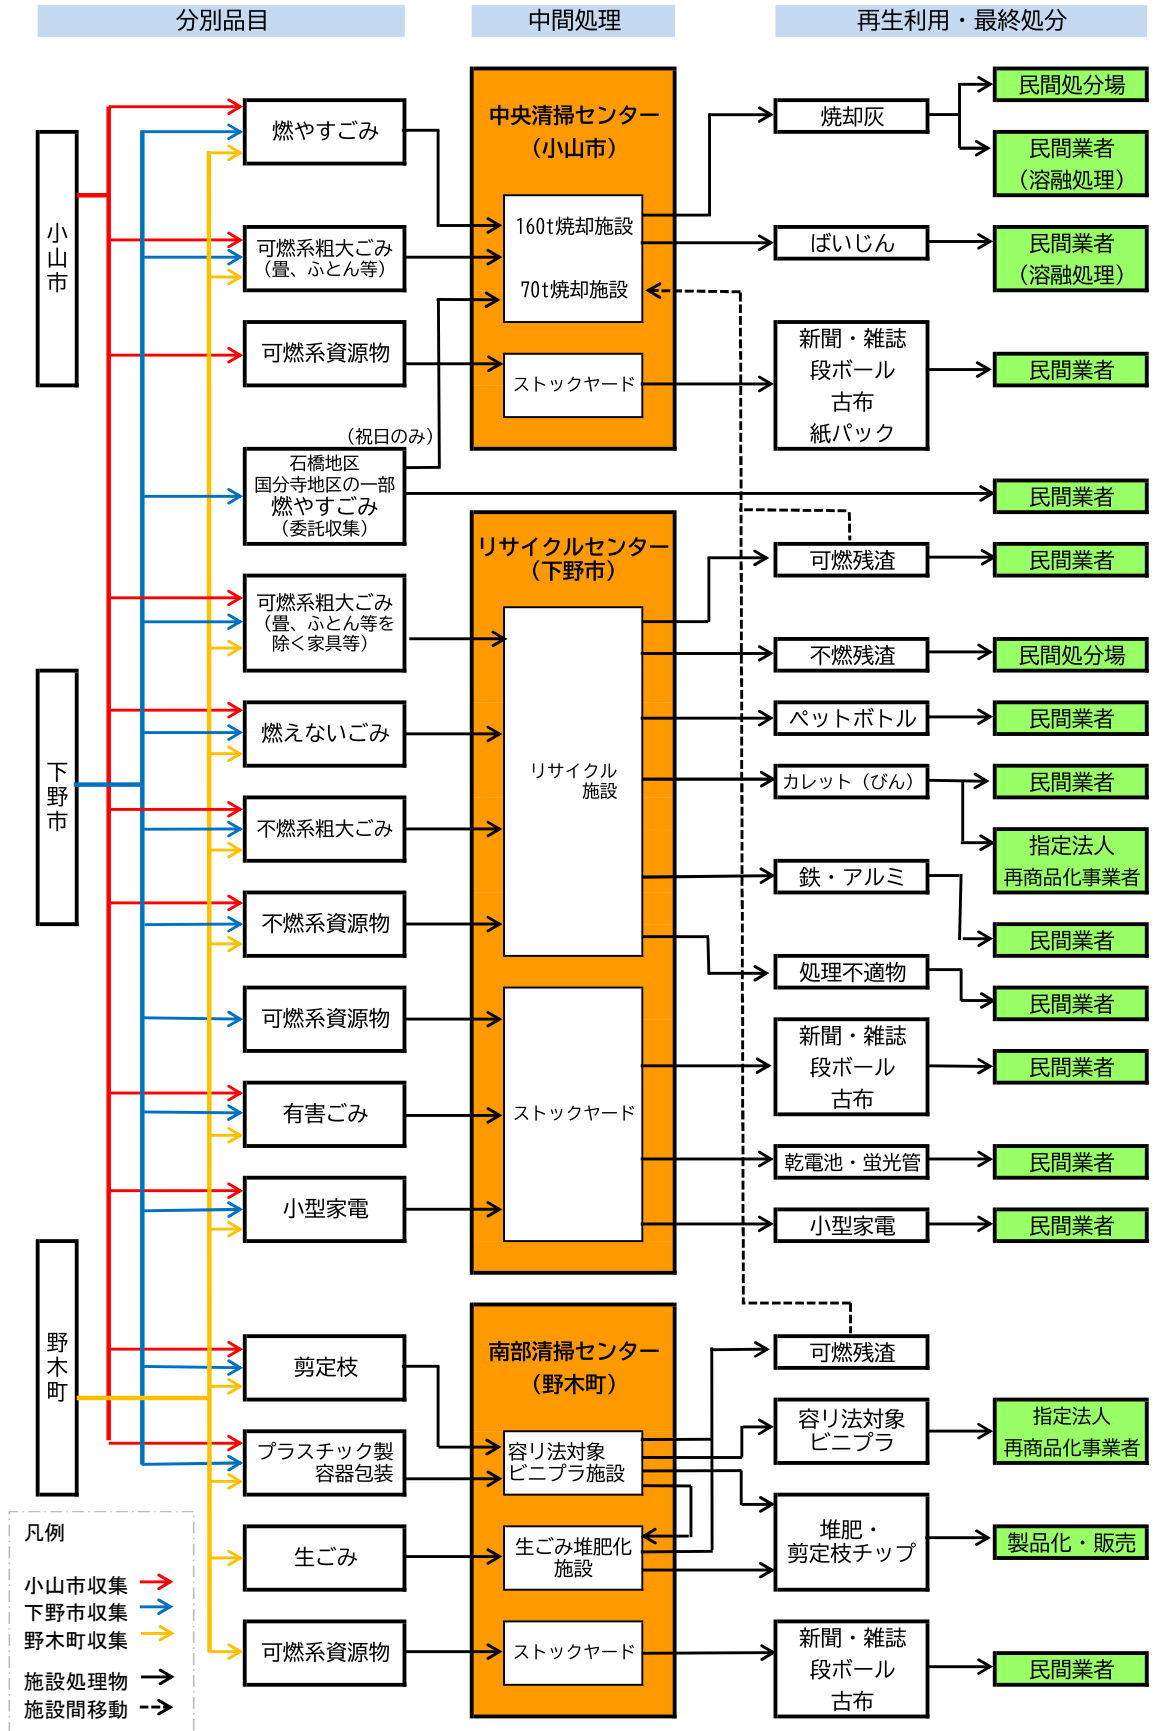 分別品目
中間処理
再生利用・最終処分
小山市
下野市
野木町
燃やすごみ
可燃系粗大ごみ
（畳、ふとん等）
可燃系資源物
（祝日のみ）
石橋地区
国分寺地区の一部
燃やすごみ
（委託収集）
可燃系粗大ごみ
（畳、ふとん等を
除く家具等）
燃えないごみ
不燃系粗大ごみ
不燃系資源物
可燃系資源物
有害ごみ
小型家電
剪定枝
プラスチック製
容器包装
生ごみ
可燃系資源物
中央清掃センター
（小山市）
160t焼却施設
70t焼却施設
ストックヤード
リサイクルセンター
（下野市）
リサイクル
施設
ストックヤード
南部清掃センター
（野木町）
容リ法対象
ビニプラ施設
生ごみ堆肥化
施設
ストックヤード
焼却灰
ばいじん
新聞・雑誌
段ボール
古布
紙パック
可燃残渣
不燃残渣
ペットボトル
カレット（びん）
鉄・アルミ
処理不適物
新聞・雑誌
段ボール
古布
乾電池・蛍光管
小型家電
可燃残渣
容リ法対象
ビニプラ
堆肥・
剪定枝チップ
新聞・雑誌
段ボール
古布
民間処分場
民間業者
（溶融処理）
民間業者
（溶融処理）
民間業者
民間業者
民間業者
民間処分場
民間業者
民間業者
指定法人
再商品化事業者
民間業者
民間業者
民間業者
民間業者
民間業者
指定法人
再商品化事業者
製品化・販売
民間業者
凡例
小山市収集
下野市収集
野木町収集
施設処理物
施設間移動